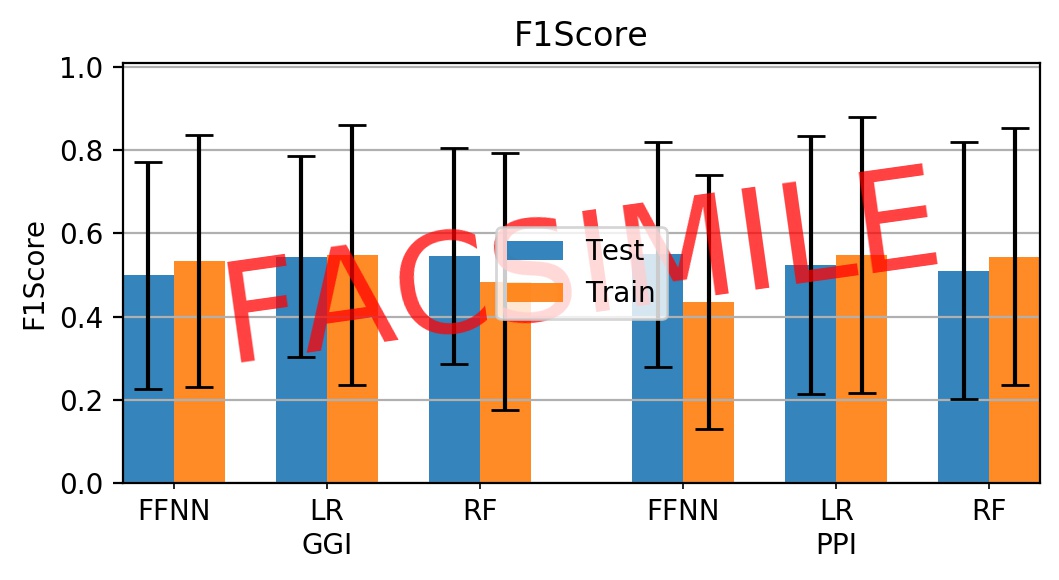 F1Score
F1Score
1.0
0.8
0.6
0.4
0.2
0.0
Test
Train
FACSIMILE
FFNN LR RF FFNN LR RF
GGI PPI